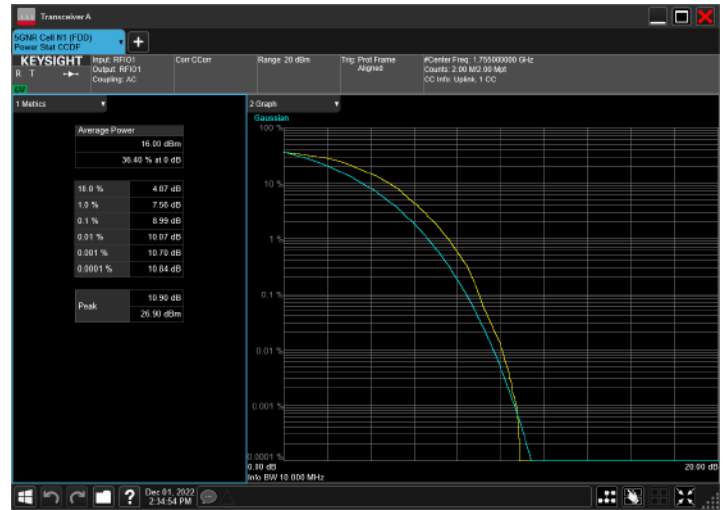 Transceiver A
5GNR Cell N1 (FDD)
Power Stat CCDF
KEYSIGHT
R T
Input: RFIO1
Output: RFIO1
Coupling: AC
Corr CCorr
Range: 20 dBm
Trig: Prot Frame
Aligned
#Center Freq: 1.755000000 GHz
Counts: 2.00 M/2.00 Mpt
CC Info: Uplink, 1 CC
1 Metrics
Average Power
16.00 dBm
36.40 % at 0 dB
10.0 % 4.87 dB
1.0 % 7.56 dB
0.1 % 8.99 dB
0.01 % 10.07 dB
0.001 % 10.70 dB
0.0001 % 10.84 dB
Peak
10.90 dB
26.90 dBm
2 Graph
Gaussian
100 %
10 %
1 %
0.1 %
0.01 %
0.001 %
0.0001 %
0.00 dB
20.00 dB
Info BW 10.000 MHz
Dec 01, 2022
2:34:54 PM